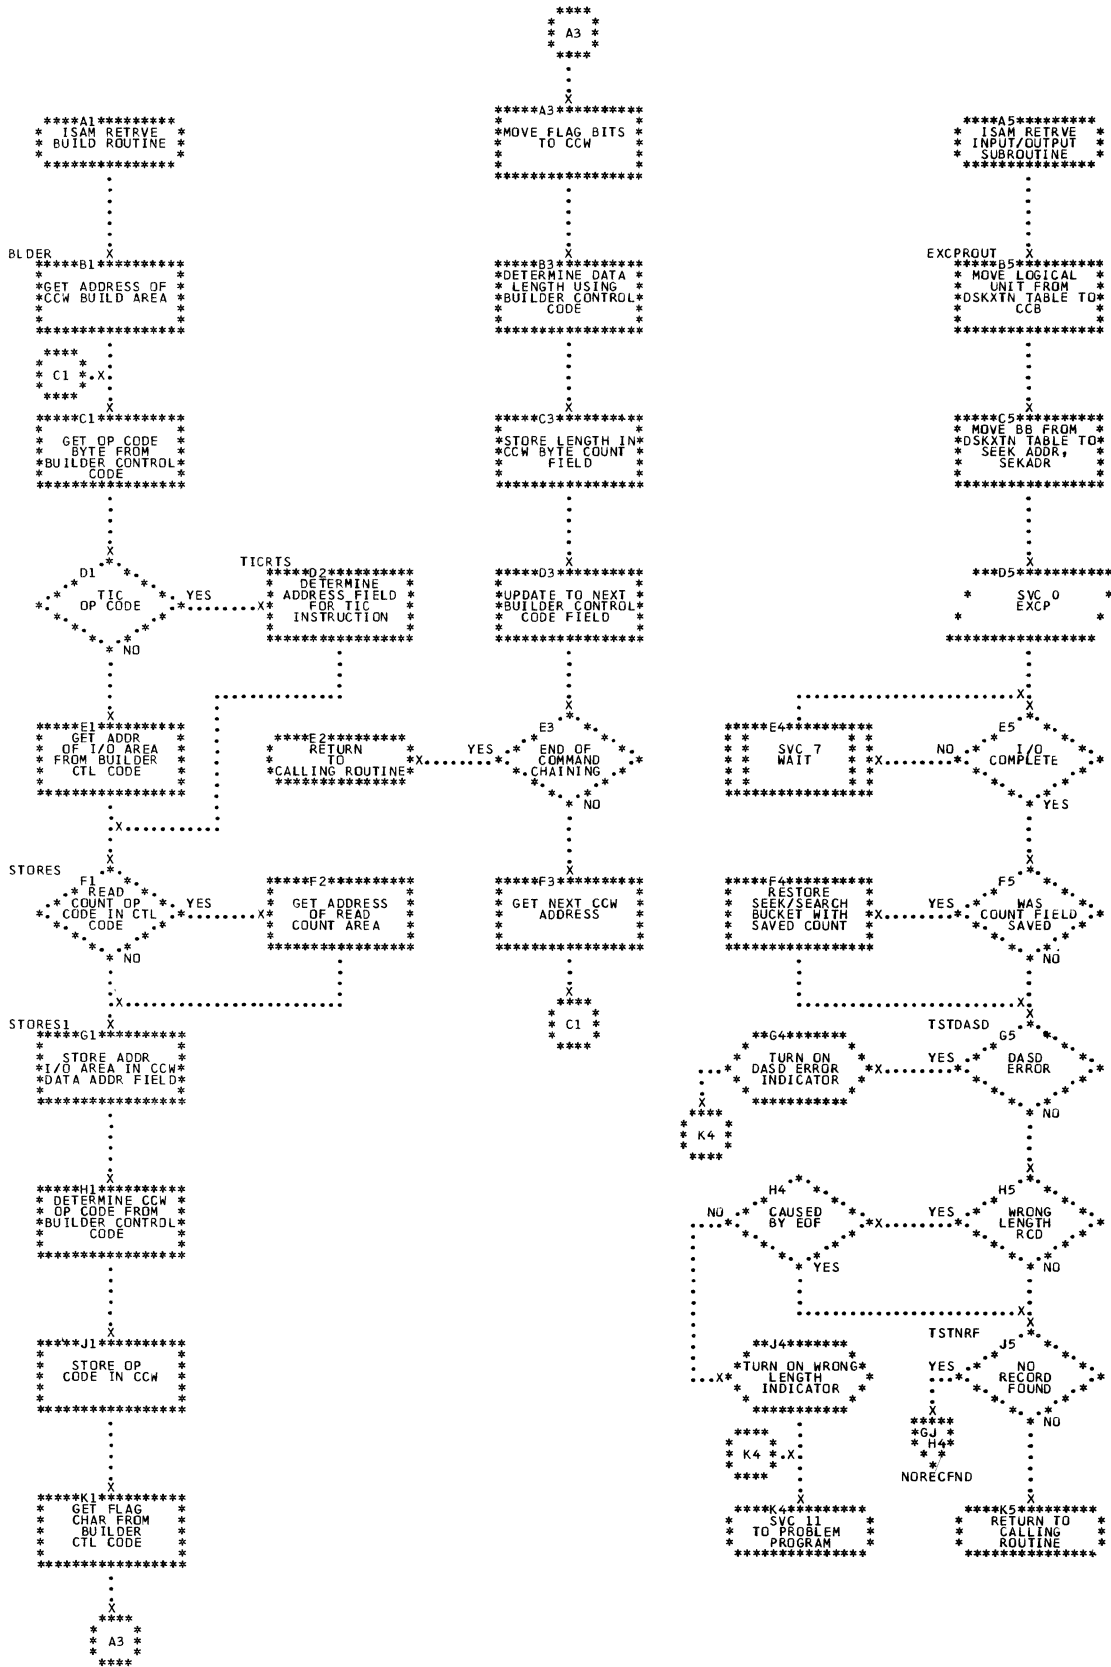 A3
A1
ISAM RETRVE
BUILD ROUTINE
BLDER
B1
GET ADDRESS OF
CCW BUILD AREA
C1
C1
GET OP CODE
BYTE FROM
BUILDER CONTROL
CODE
D1
TIC
OP CODE
YES
NO
TICRTS
D2
DETERMINE
ADDRESS FIELD
FOR TIC
INSTRUCTION
E1
GET ADDR
OF I/O AREA
FROM BUILDER
CTL CODE
E2
RETURN
TO
CALLING ROUTINE
STORES
F1
READ
COUNT OP
CODE IN CTL
CODE
YES
NO
F2
GET ADDRESS
OF READ
COUNT AREA
STORES1
G1
STORE ADDR
I/O AREA IN CCW
DATA ADDR FIELD
H1
DETERMINE CCW
OP CODE FROM
BUILDER CONTROL
CODE
J1
STORE OP
CODE IN CCW
K1
GET FLAG
CHAR FROM
BUILDER
CTL CODE
A3
A3
MOVE FLAG BITS
TO CCW
B3
DETERMINE DATA
LENGTH USING
BUILDER CONTROL
CODE
C3
STORE LENGTH IN
CCW BYTE COUNT
FIELD
D3
UPDATE TO NEXT
BUILDER CONTROL
CODE FIELD
E3
END OF
COMMAND
CHAINING
YES
NO
F3
GET NEXT CCW
ADDRESS
C1
A5
ISAM RETRVE
INPUT/OUTPUT
SUBROUTINE
EXCPROUT
B5
MOVE LOGICAL
UNIT FROM
DSKXTN TABLE TO
CCB
C5
MOVE BB FROM
DSKXTN TABLE TO
SEEK ADDR,
SEKADR
D5
SVC 0
EXCP
E4
SVC 7
WAIT
E5
I/O
COMPLETE
NO
YES
F4
RESTORE
SEEK/SEARCH
BUCKET WITH
SAVED COUNT
F5
WAS
COUNT FIELD
SAVED
YES
NO
TSTDASD
G4
TURN ON
DASD ERROR
INDICATOR
G5
DASD
ERROR
YES
NO
K4
H4
CAUSED
BY EOF
NO
YES
H5
WRONG
LENGTH
RCD
YES
NO
TSTNRF
J4
TURN ON WRONG
LENGTH
INDICATOR
J5
NO
RECORD
FOUND
YES
NO
GJ
H4
NORECFND
K4
K4
SVC 11
TO PROBLEM
PROGRAM
K5
RETURN TO
CALLING
ROUTINE